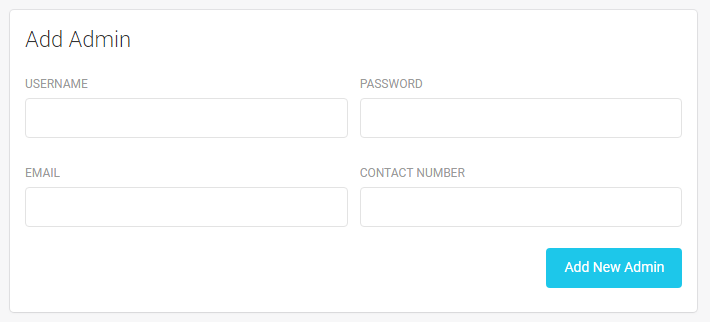 Add Admin
USERNAME
PASSWORD
EMAIL
CONTACT NUMBER
Add New Admin